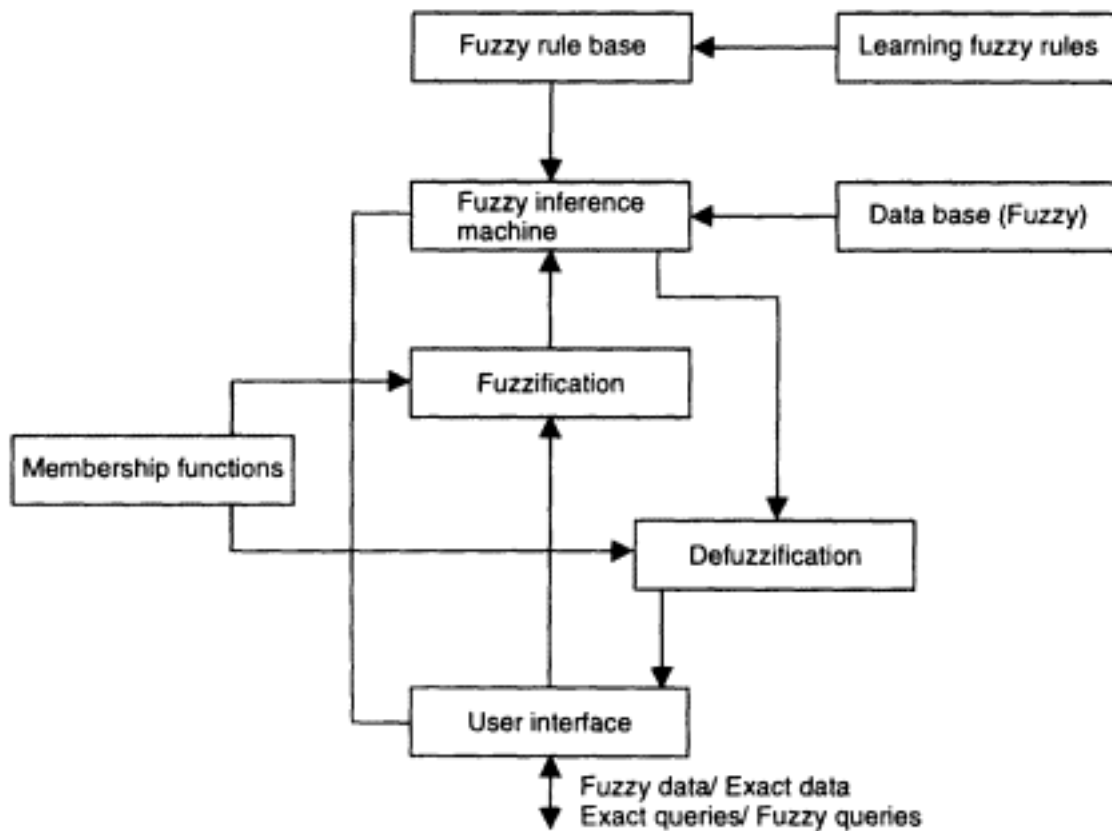 Fuzzy rule base
Learning fuzzy rules
Fuzzy inference
machine
Data base (Fuzzy)
Fuzzification
Membership functions
Defuzzification
User interface
Fuzzy data/ Exact data
Exact queries/ Fuzzy queries